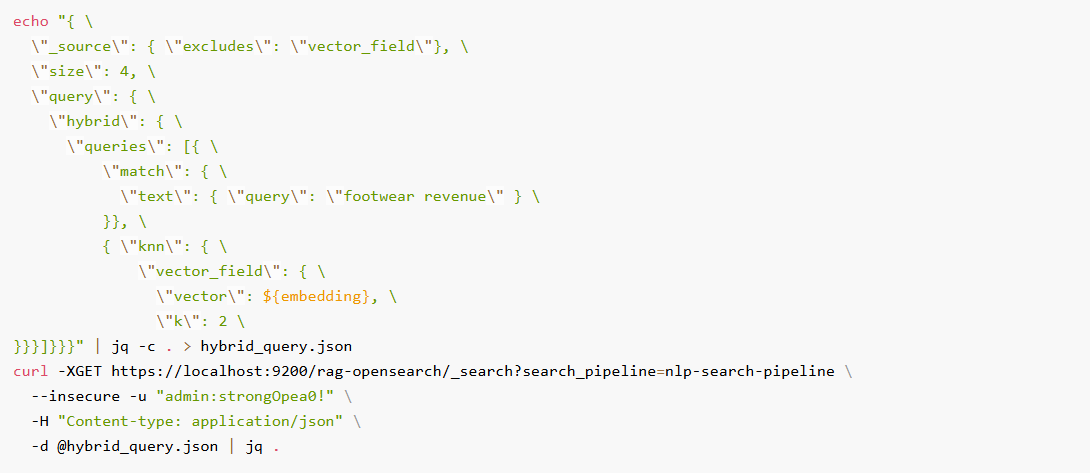 echo "{ \
  \"_source\": { \"excludes\": \"vector_field\"}, \
  \"size\": 4, \
  \"query\": { \
    \"hybrid\": { \
      \"queries\": [{ \
          \"match\": { \
            \"text\": { \"query\": \"footwear revenue\" } \
          }}, \
          { \"knn\": { \
              \"vector_field\": { \
                \"vector\": ${embedding}, \
                \"k\": 2 \
}}}]}}}" | jq -c . > hybrid_query.json
curl -XGET https://localhost:9200/rag-opensearch/_search?search_pipeline=nlp-search-pipeline \
  --insecure -u "admin:strongOpea0!" \
  -H "Content-type: application/json" \
  -d @hybrid_query.json | jq .